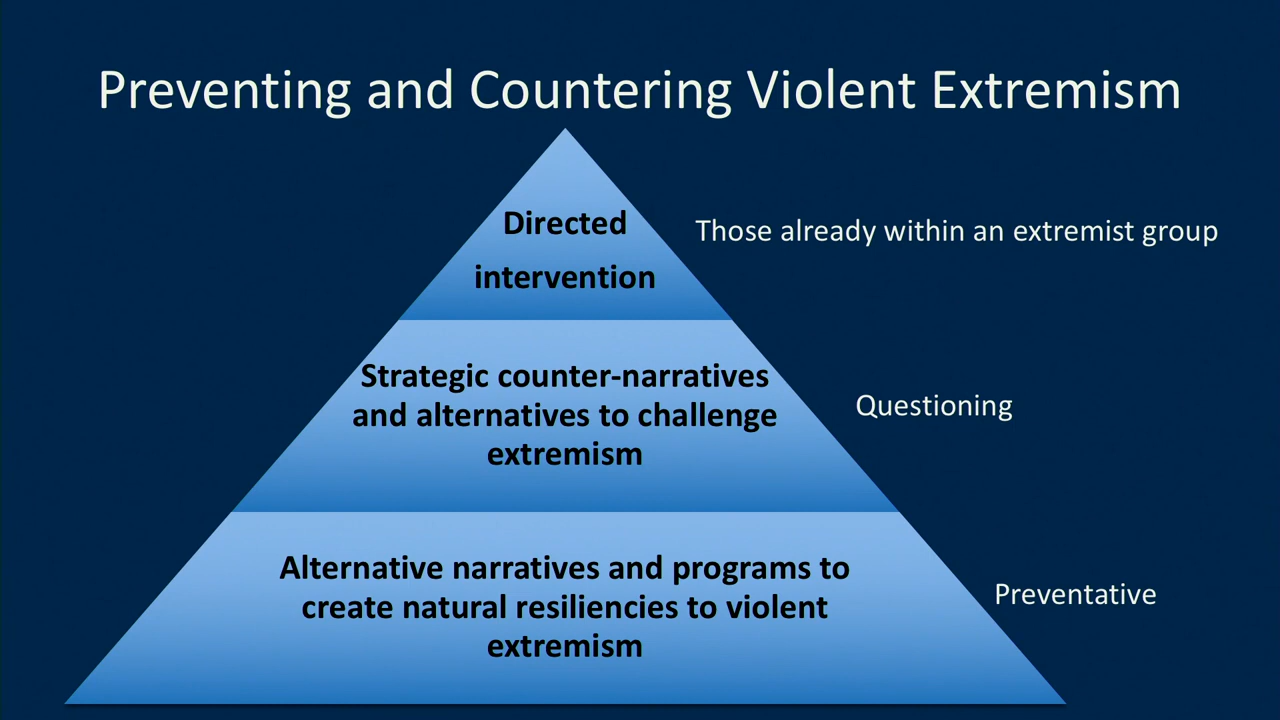 Preventing and Countering Violent Extremism
Directed
intervention
Those already within an extremist group
Strategic counter-narratives
and alternatives to challenge
extremism
Questioning
Alternative narratives and programs to
create natural resiliencies to violent
extremism
Preventative